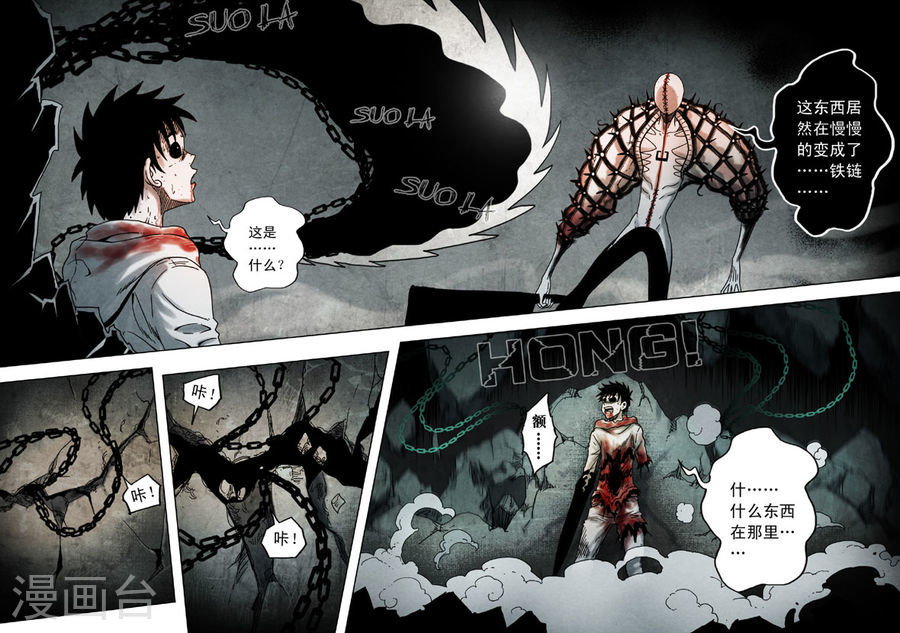 SUO LA
SUO LA
SUO LA
SUO LA
这是
……
什么？
这东西居
然在慢慢
的变成了
……铁链
……
咔！
咔！
咔！
HONG!
额
……
什……
什么东西
在那里…
…
漫画台